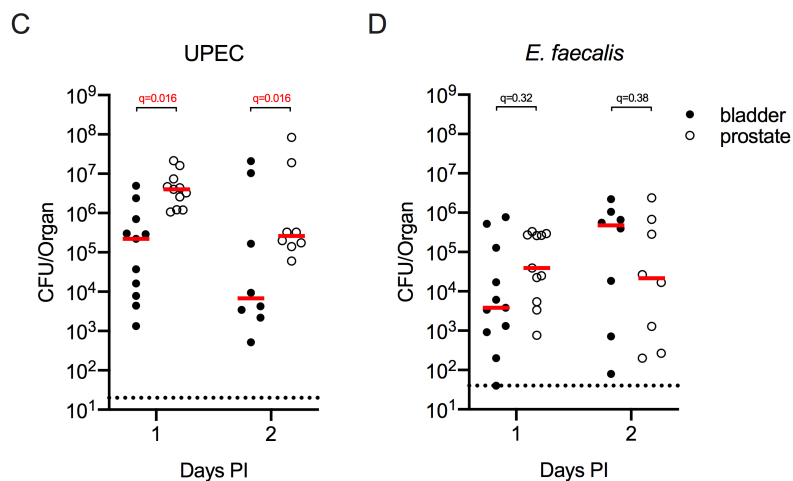 C
UPEC
CFU/Organ
10⁹
10⁸
10⁷
10⁶
10⁵
10⁴
10³
10²
10¹
q=0.016
q=0.016
1
2
Days PI
D
E. faecalis
CFU/Organ
10⁹
10⁸
10⁷
10⁶
10⁵
10⁴
10³
10²
10¹
q=0.32
q=0.38
1
2
Days PI
bladder
prostate